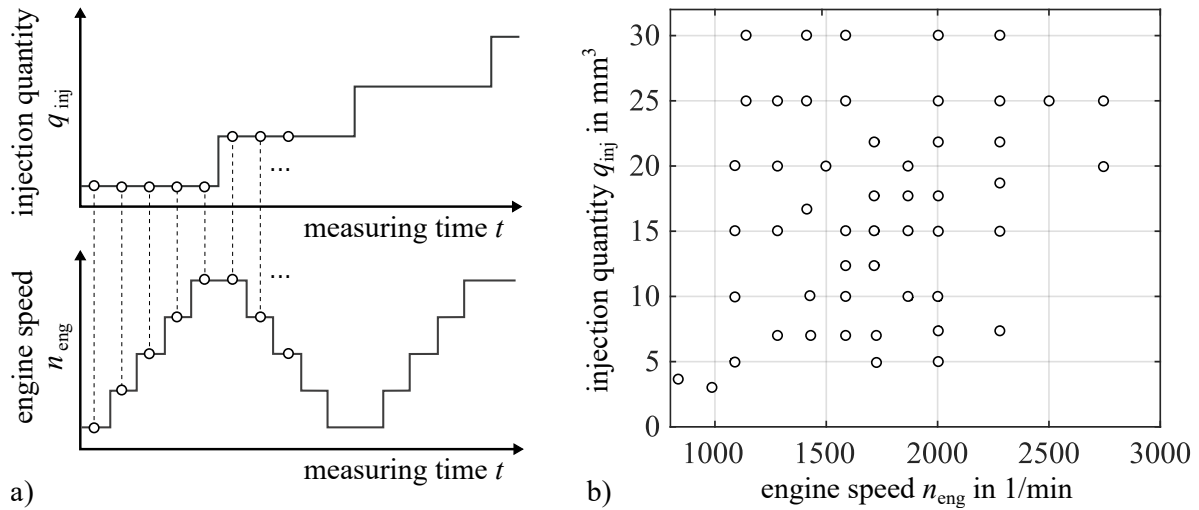 injection quantity
q inj
...
measuring time t
engine speed
n eng
...
measuring time t
a)
injection quantity q inj in mm³
30
25
20
15
10
5
0
1000 1500 2000 2500 3000
engine speed n eng in 1/min
b)